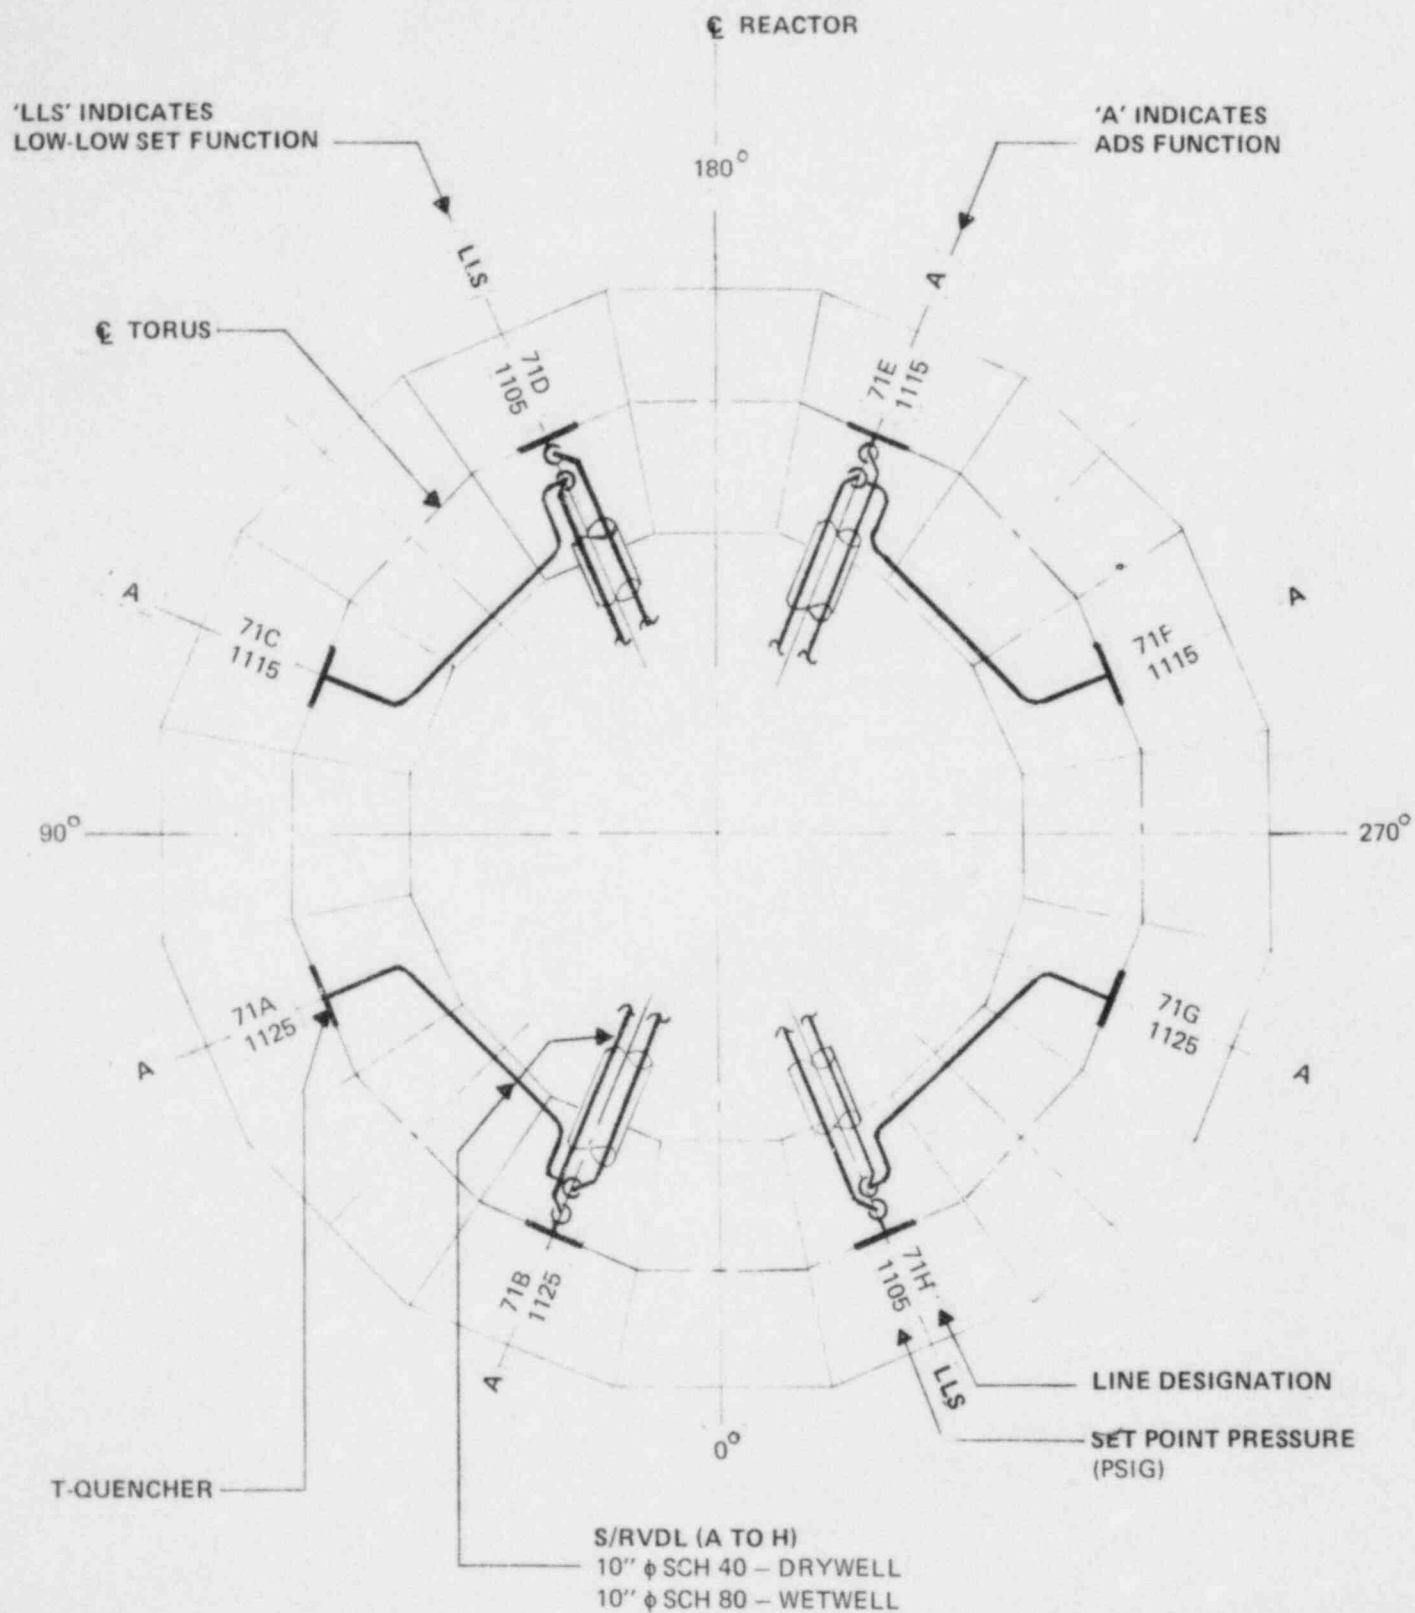 ℄ REACTOR
'LLS' INDICATES
LOW-LOW SET FUNCTION
'A' INDICATES
ADS FUNCTION
180°
LLS
A
℄ TORUS
71D
1105
71E
1115
A
71C
1115
71F
1115
A
90°
270°
71A
1125
A
71G
1125
A
71B
1125
A
71H
1105
LLS
LINE DESIGNATION
SET POINT PRESSURE
(PSIG)
0°
T-QUENCHER
S/RVDL (A TO H)
10" ϕ SCH 40 – DRYWELL
10" ϕ SCH 80 – WETWELL